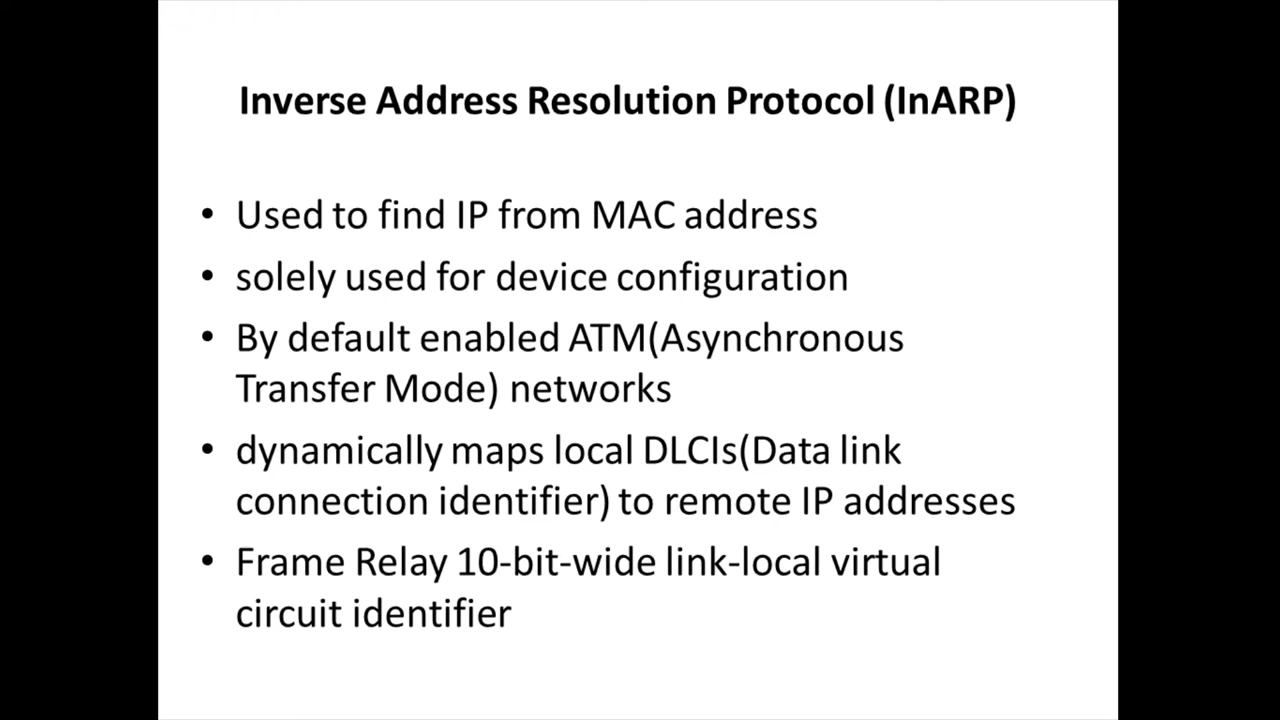 Inverse Address Resolution Protocol (InARP)
• Used to find IP from MAC address
• solely used for device configuration
• By default enabled ATM(Asynchronous
Transfer Mode) networks
• dynamically maps local DLCIs(Data link
connection identifier) to remote IP addresses
• Frame Relay 10-bit-wide link-local virtual
circuit identifier